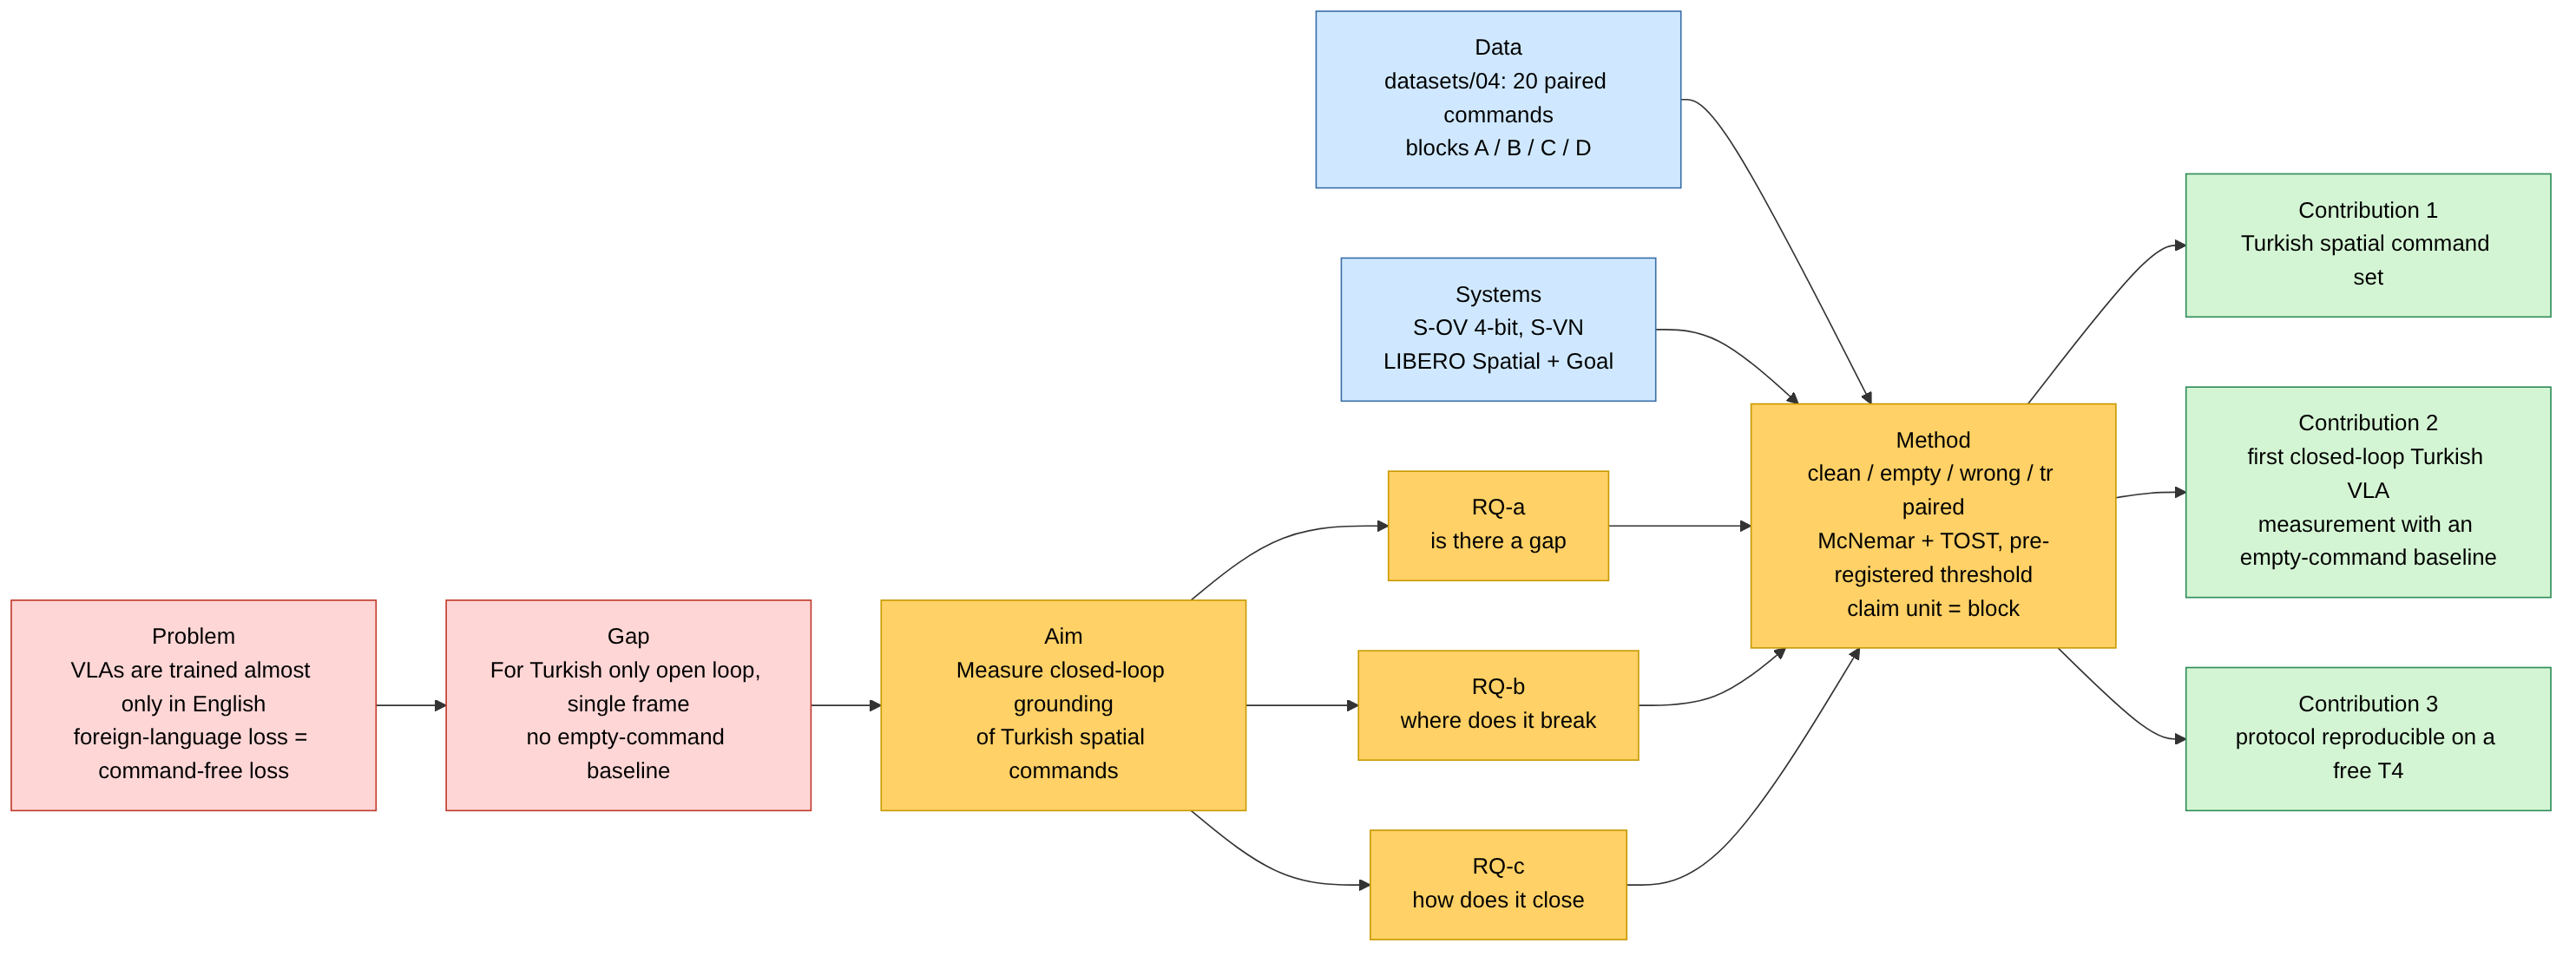 Problem
VLAs are trained almost
only in English
foreign-language loss =
command-free loss
Gap
For Turkish only open loop,
single frame
no empty-command
baseline
Aim
Measure closed-loop
grounding
of Turkish spatial
commands
Data
datasets/04: 20 paired
commands
blocks A / B / C / D
Systems
S-OV 4-bit, S-VN
LIBERO Spatial + Goal
RQ-a
is there a gap
RQ-b
where does it break
RQ-c
how does it close
Method
clean / empty / wrong / tr
paired
McNemar + TOST, pre-
registered threshold
claim unit = block
Contribution 1
Turkish spatial command
set
Contribution 2
first closed-loop Turkish
VLA
measurement with an
empty-command baseline
Contribution 3
protocol reproducible on a
free T4